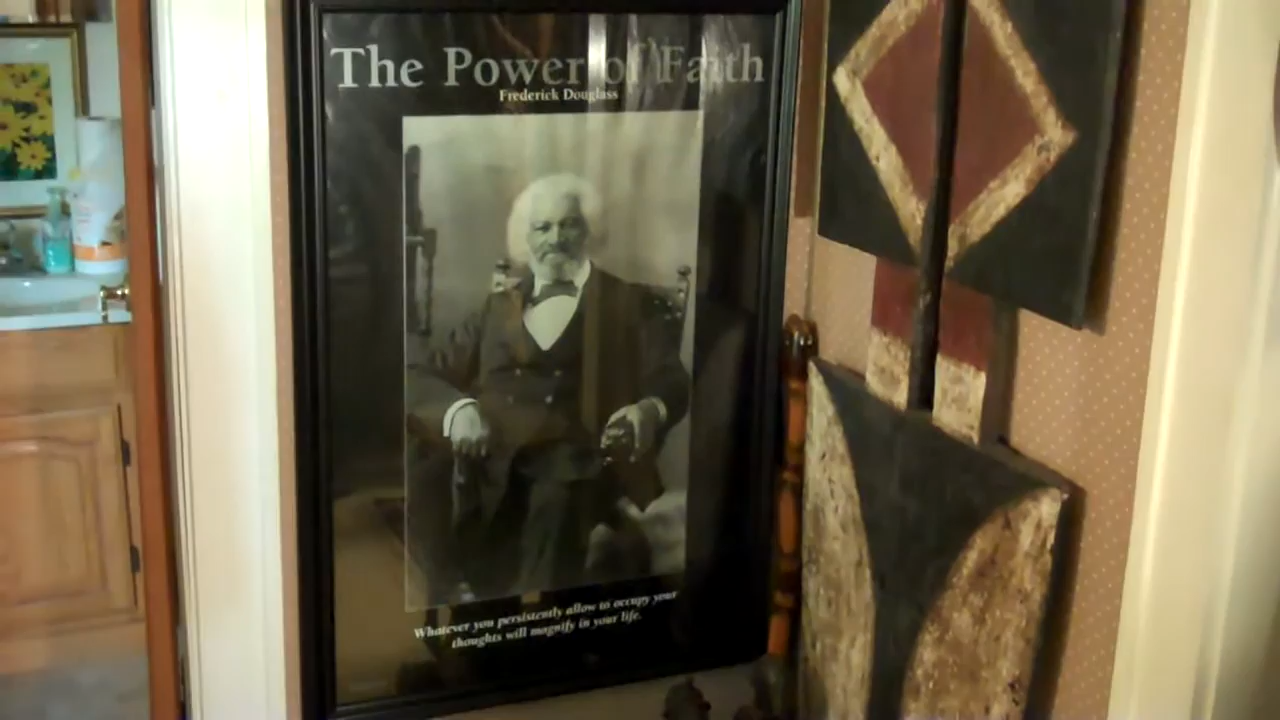 The Power of Faith
Frederick Douglass
Whatever you persistently allow to occupy your
thoughts will magnify in your life.